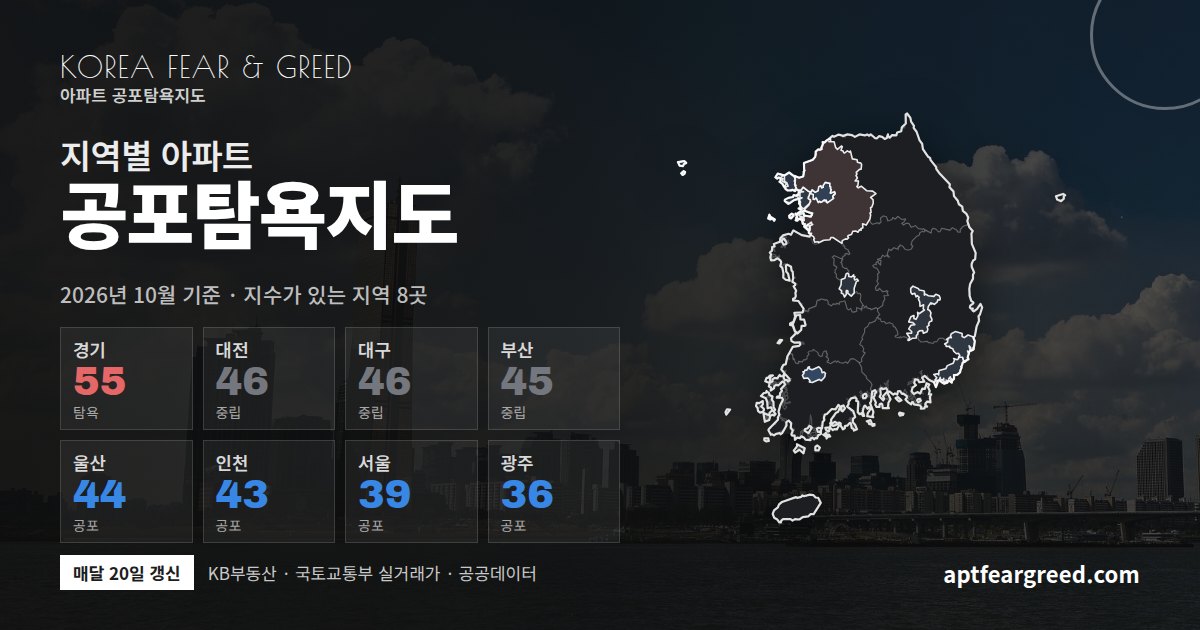 KOREA FEAR & GREED
아파트 공포탐욕지도
지역별 아파트
공포탐욕지도
2026년 10월 기준 · 지수가 있는 지역 8곳
경기
55
탐욕
대전
46
중립
대구
46
중립
부산
45
중립
울산
44
공포
인천
43
공포
서울
39
공포
광주
36
공포
매달 20일 갱신
KB부동산 · 국토교통부 실거래가 · 공공데이터
aptfeargreed.com